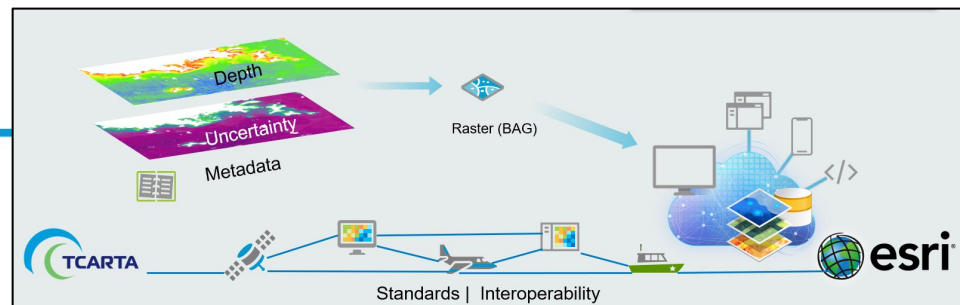 Depth
Uncertainty
Metadata
Raster (BAG)
</>
TCARTA
esri
Standards | Interoperability